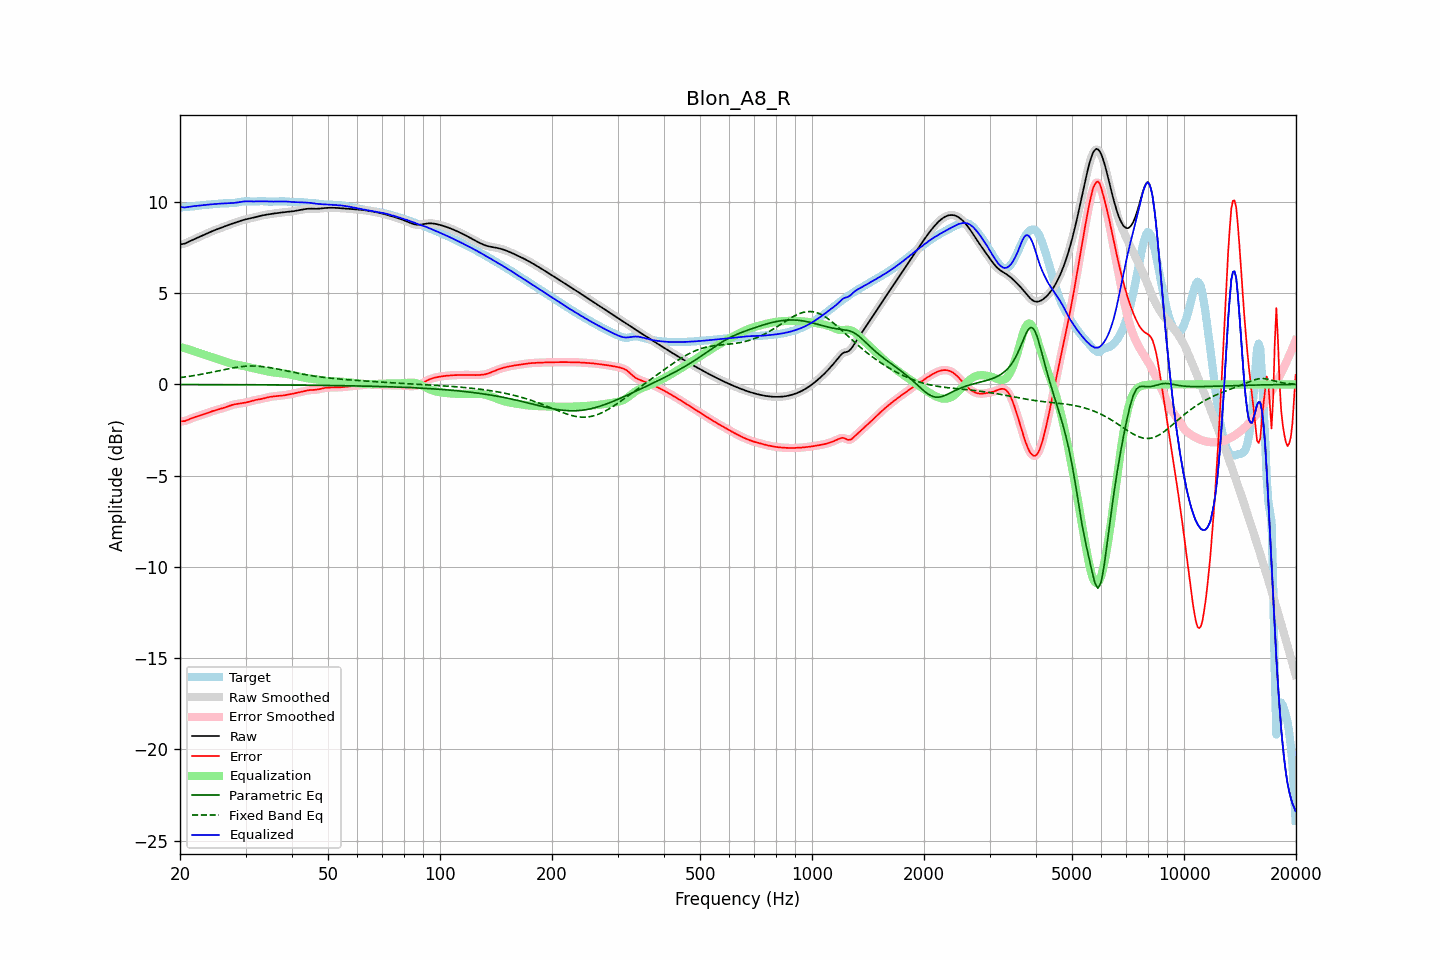 Blon_A8_R
Amplitude (dBr)
10
5
0
−5
−10
−15
−20
−25
Target
Raw Smoothed
Error Smoothed
Raw
Error
Equalization
Parametric Eq
Fixed Band Eq
Equalized
20 50 100 200 500 1000 2000 5000 10000 20000
Frequency (Hz)